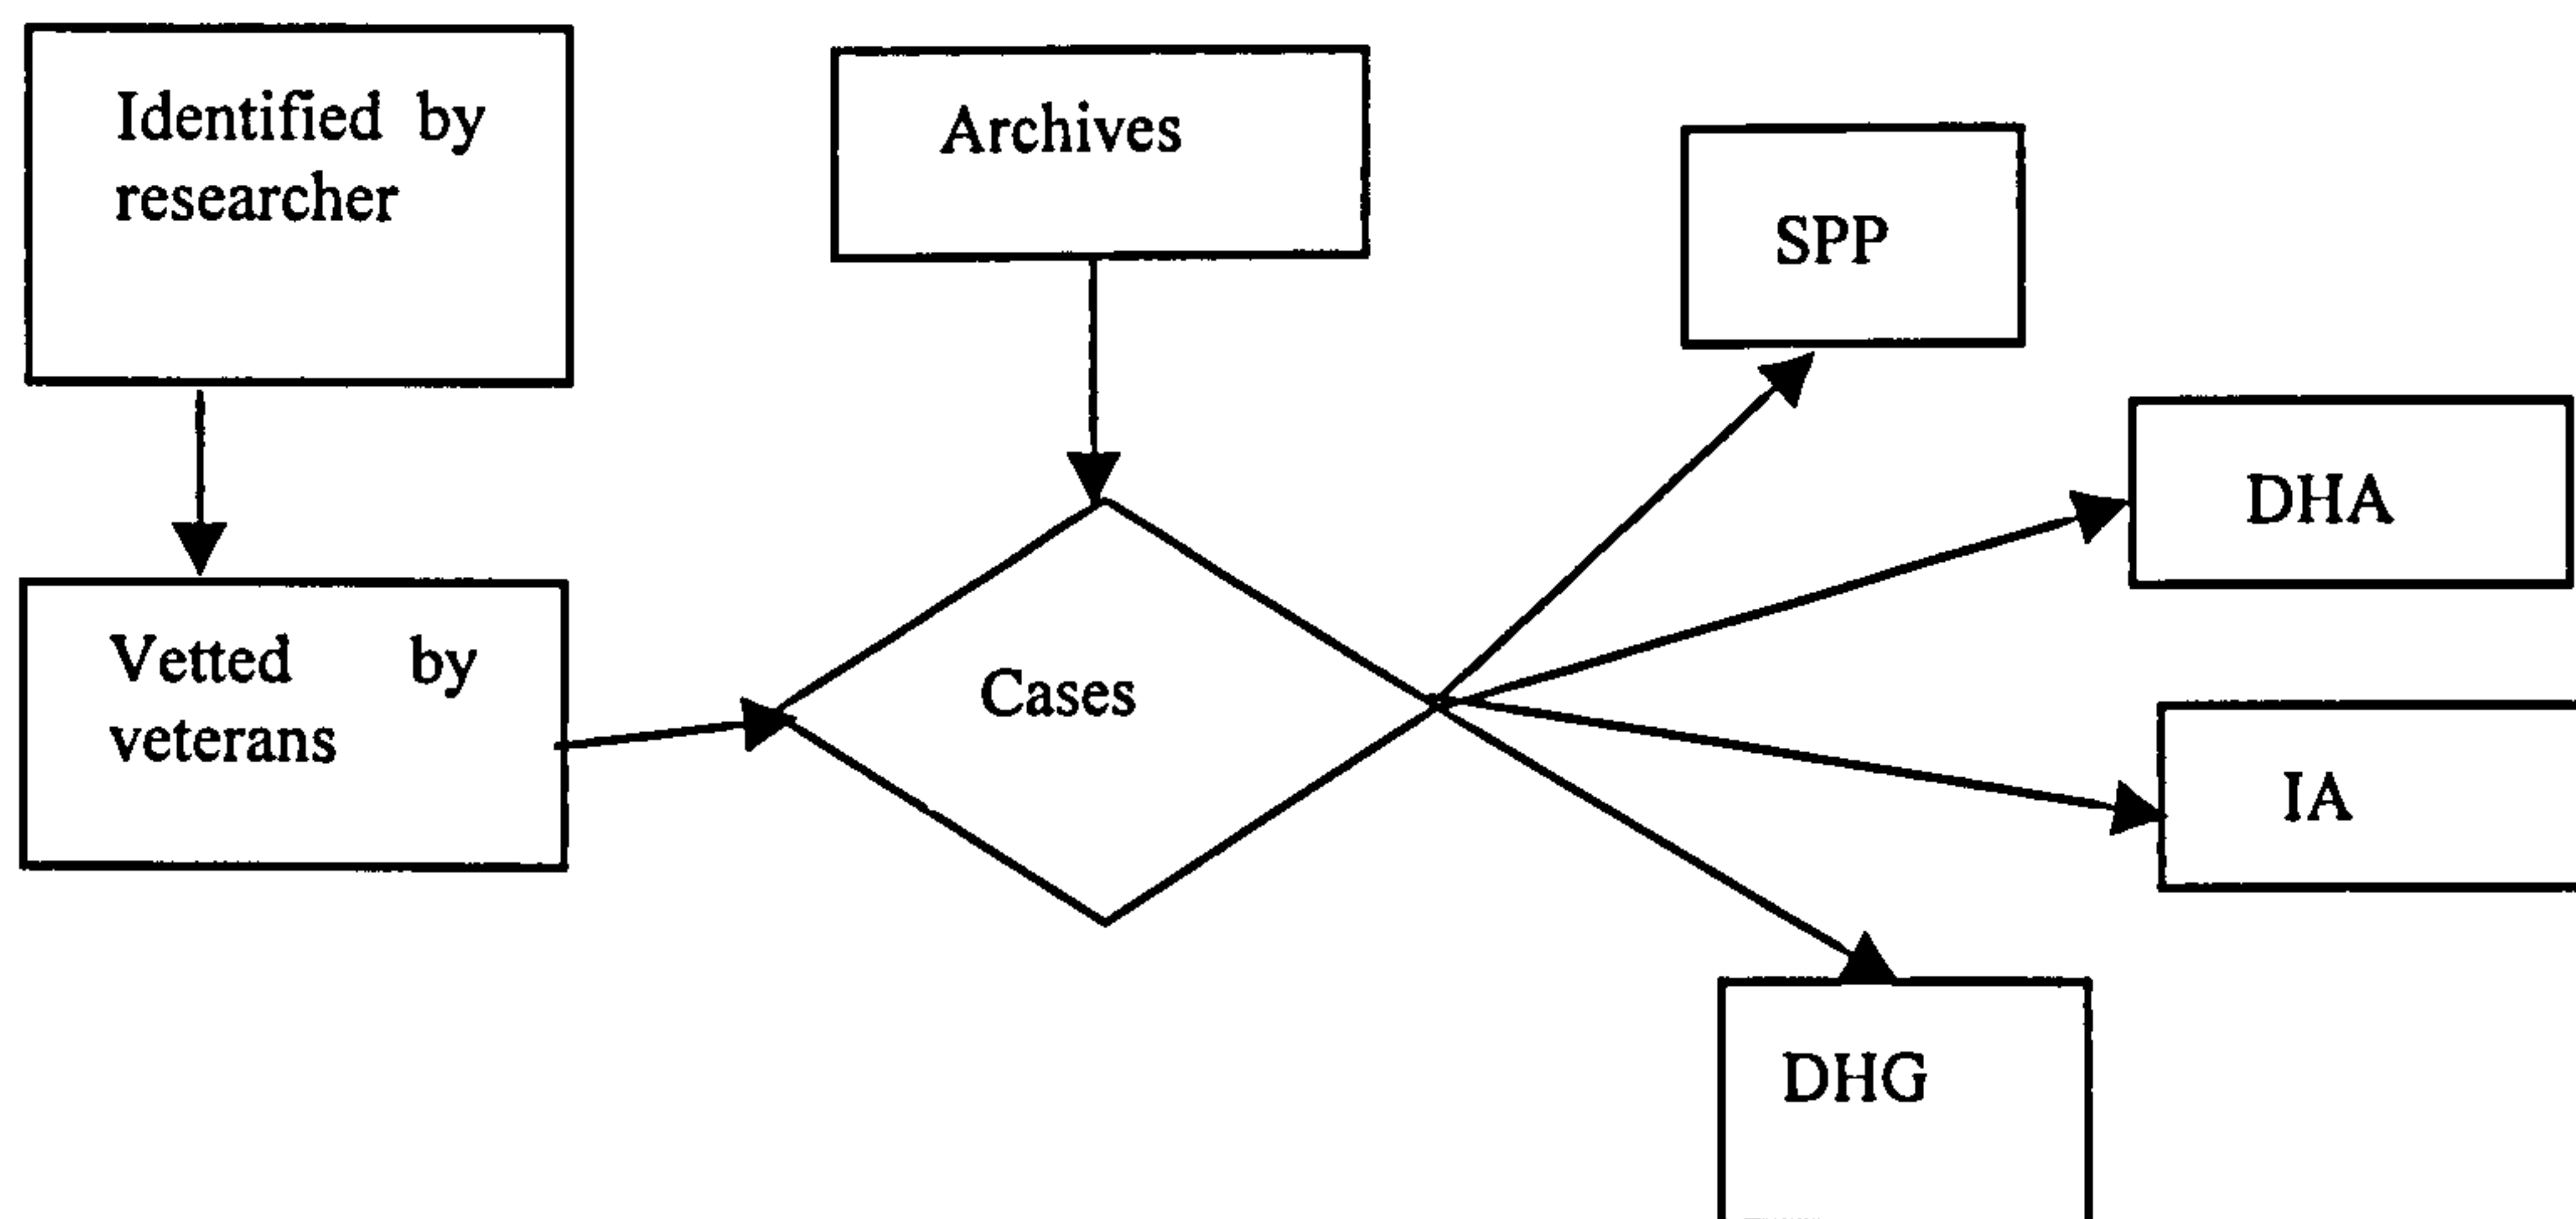 Identified by
researcher
Archives
SPP
DHA
Vetted by
veterans
Cases
IA
DHG